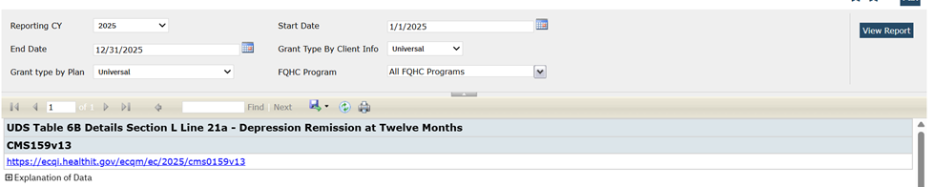 Reporting CY 2025 Start Date 1/1/2025
View Report
End Date 12/31/2025 Grant Type By Client Info Universal
Grant type by Plan Universal FQHC Program All FQHC Programs
1 of 1 Find | Next
UDS Table 6B Details Section L Line 21a - Depression Remission at Twelve Months
CMS159v13
https://ecqi.healthit.gov/ecqm/ec/2025/cms0159v13
Explanation of Data